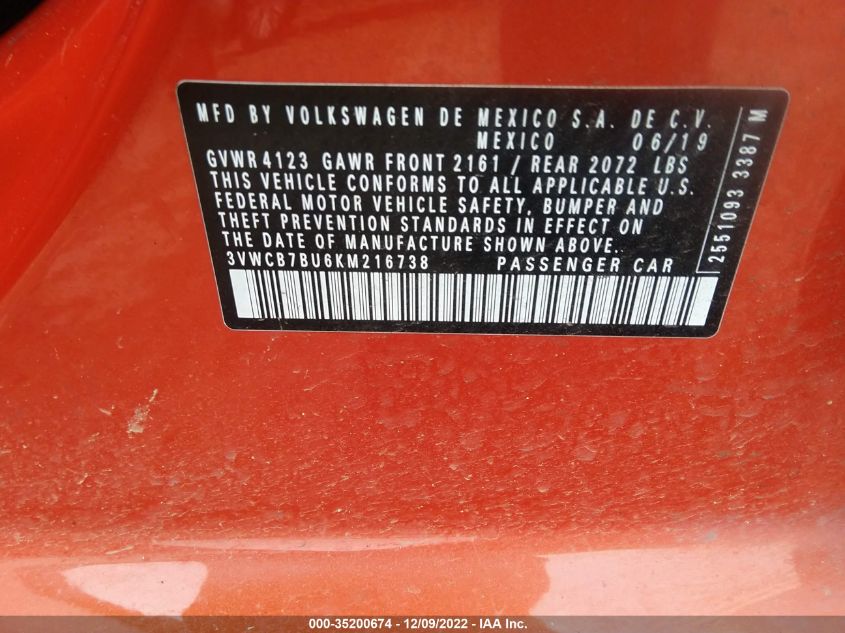 MFD BY VOLKSWAGEN DE MEXICO S.A. DE C.V.
MEXICO 06/19
GVWR 4123 GAWR FRONT 2161 / REAR 2072 LBS
THIS VEHICLE CONFORMS TO ALL APPLICABLE U.S.
FEDERAL MOTOR VEHICLE SAFETY, BUMPER AND
THEFT PREVENTION STANDARDS IN EFFECT ON
THE DATE OF MANUFACTURE SHOWN ABOVE.
3VWCB7BU6KM216738 PASSENGER CAR
2551093 3387 M
000-35200674 - 12/09/2022 - IAA Inc.